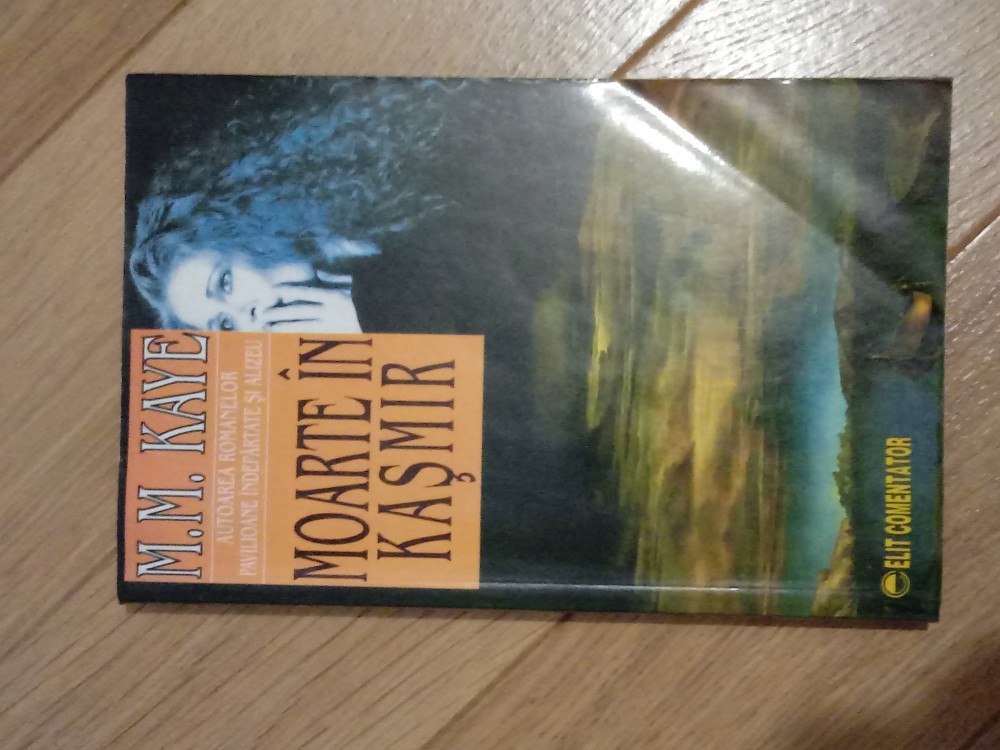 M.M. KAYE
AUTOAREA ROMANELOR
PAVILIOANE ÎNDEPĂRTATE ŞI ALIZEU
MOARTE ÎN
KAŞMIR
ELIT COMENTATOR